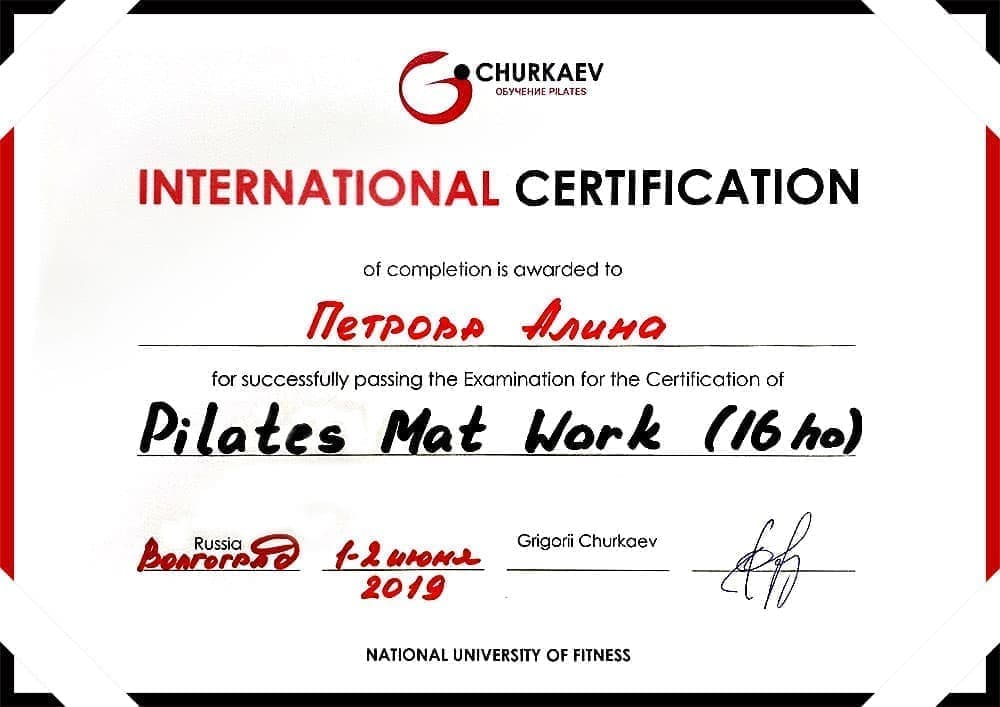 CHURKAEV
ОБУЧЕНИЕ PILATES
INTERNATIONAL CERTIFICATION
of completion is awarded to
Петрова Алина
for successfully passing the Examination for the Certification of
Pilates Mat Work (16 ho)
Russia
Волгоград
1-2 июня
2019
Grigorii Churkaev
NATIONAL UNIVERSITY OF FITNESS